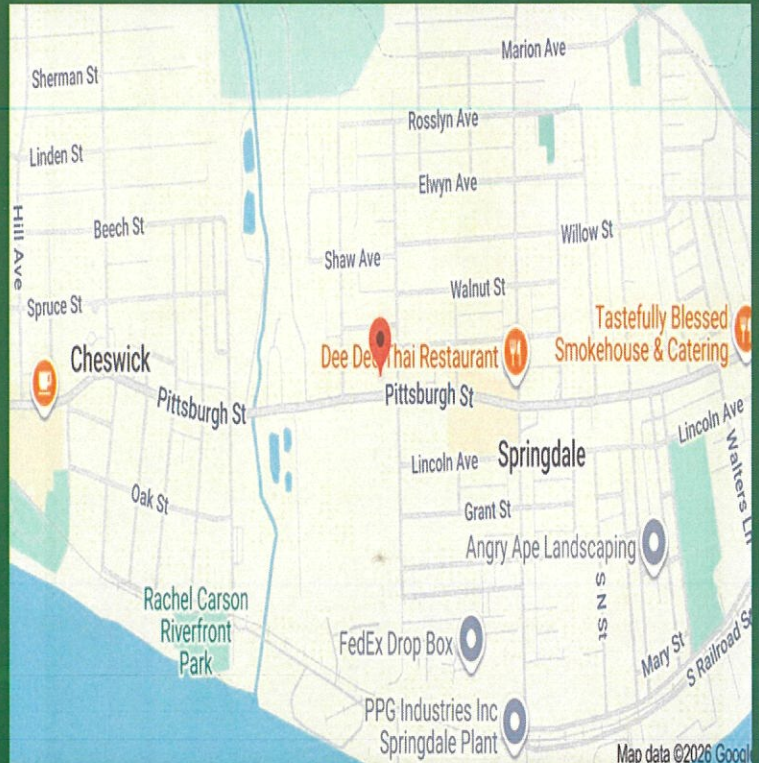 Marion Ave
Sherman St
Rosslyn Ave
Linden St
Elwyn Ave
Hill Ave
Beech St
Willow St
Shaw Ave
Walnut St
Spruce St
Tastefully Blessed
Smokehouse & Catering
Cheswick
Thai Restaurant
Pittsburgh St
Pittsburgh St
Lincoln Ave
Walters Ln
Lincoln Ave
Springdale
Oak St
Grant St
Angry Ape Landscaping
S N St
Rachel Carson
Riverfront
Park
FedEx Drop Box
Mary St
S Railroad St
PPG Industries Inc
Springdale Plant
Map data ©2026 Google